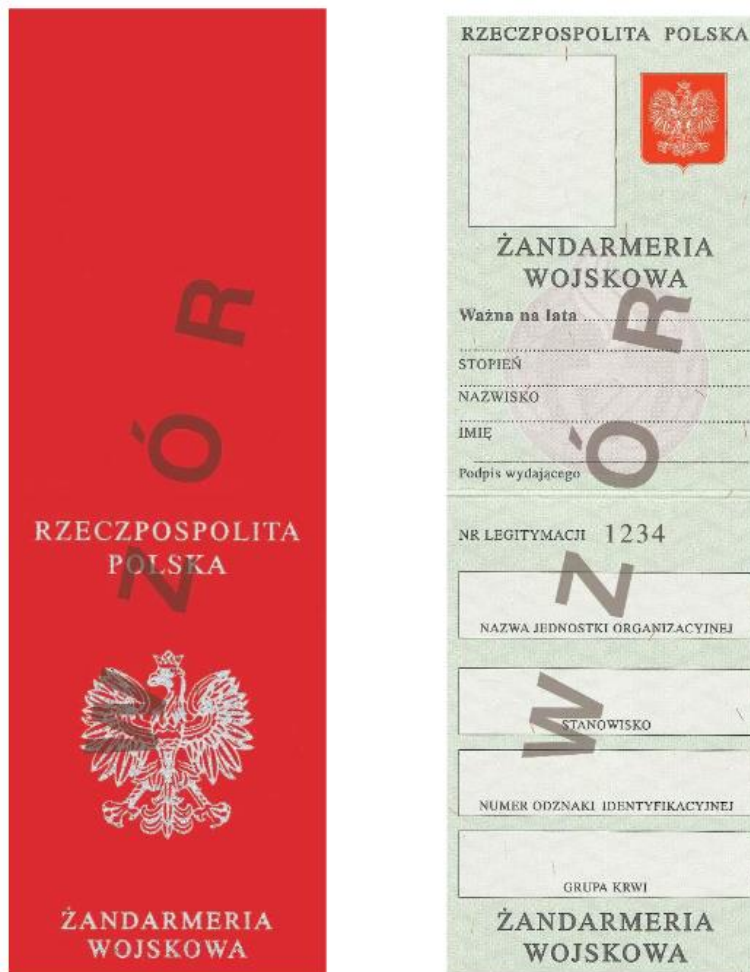 RZECZPOSPOLITA
POLSKA
ŻANDARMERIA
WOJSKOWA
WZÓR
RZECZPOSPOLITA POLSKA
ŻANDARMERIA
WOJSKOWA
Ważna na lata
STOPIEŃ
NAZWISKO
IMIĘ
Podpis wydającego
NR LEGITYMACJI 1234
NAZWA JEDNOSTKI ORGANIZACYJNEJ
STANOWISKO
NUMER ODZNAKI IDENTYFIKACYJNEJ
GRUPA KRWI
ŻANDARMERIA
WOJSKOWA
WZÓR